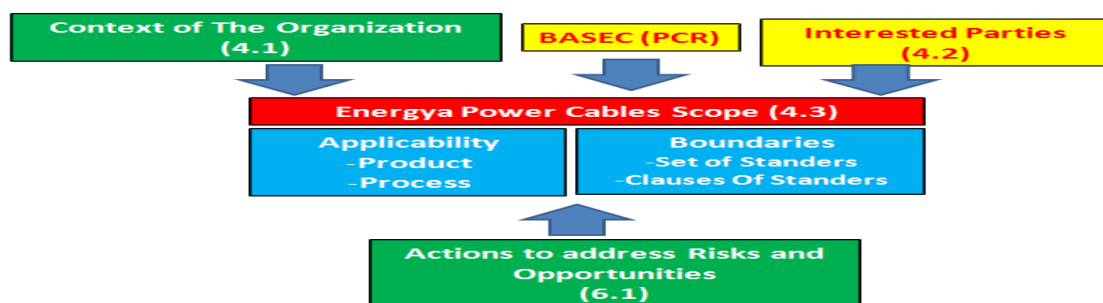 Context of The Organization
(4.1)
BASEC (PCR)
Interested Parties
(4.2)
Energya Power Cables Scope (4.3)
Applicability
-Product
-Process
Boundaries
-Set of Standers
-Clauses Of Standers
Actions to address Risks and
Opportunities
(6.1)